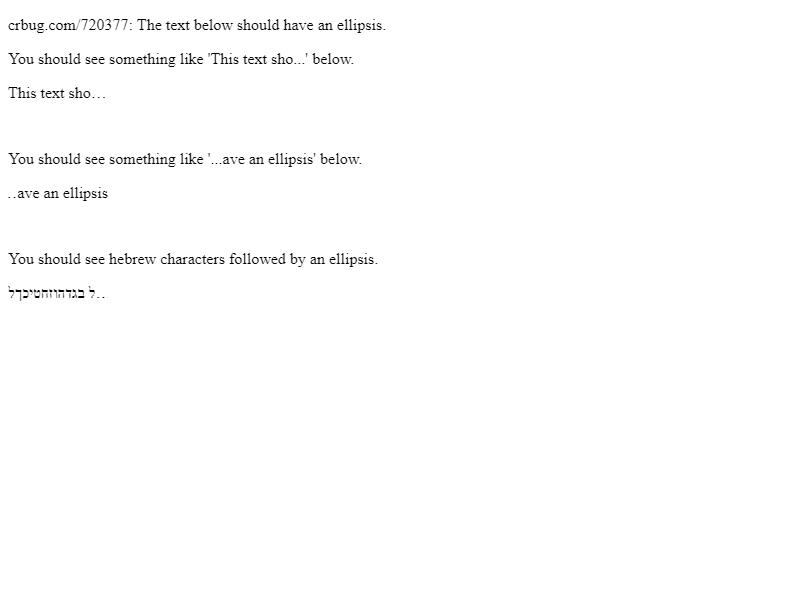 crbug.com/720377: The text below should have an ellipsis.
You should see something like 'This text sho...' below.
This text sho…
You should see something like '...ave an ellipsis' below.
..ave an ellipsis
You should see hebrew characters followed by an ellipsis.
ל בגדהוזחטיכךל..